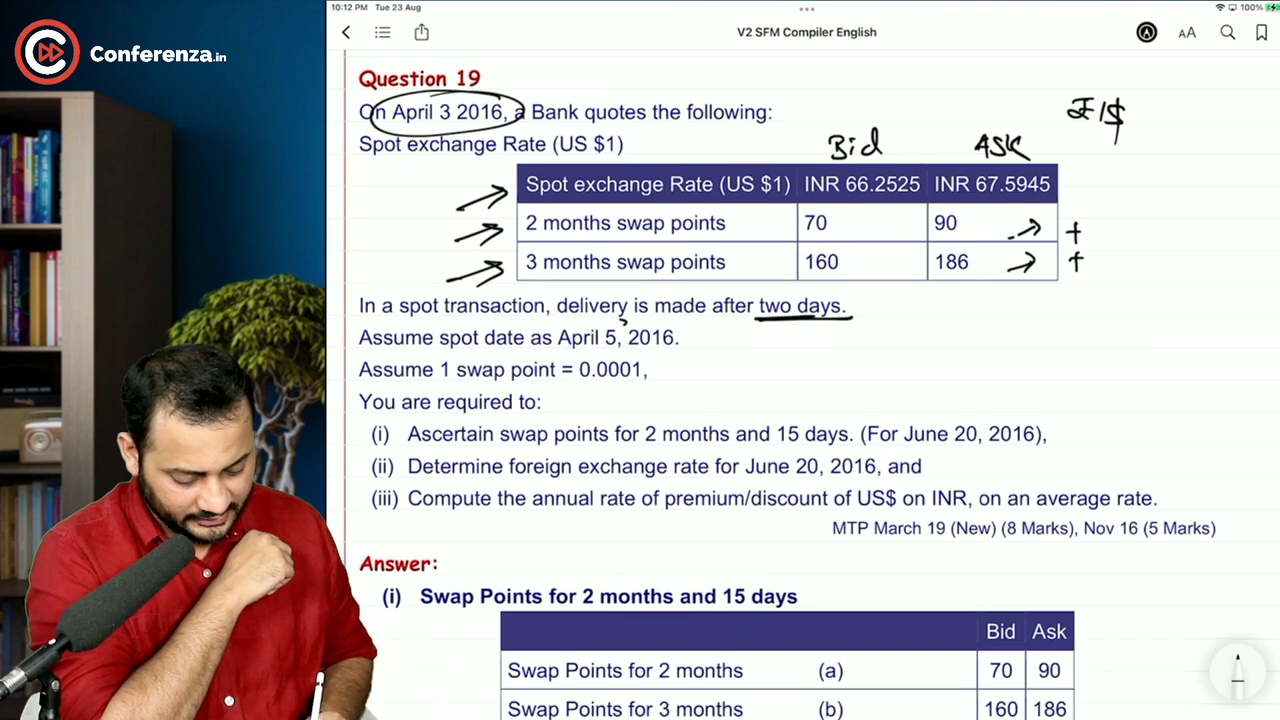 10:12 PM Tue 23 Aug
100%
Conferenza.in
V2 SFM Compiler English
AA
Question 19
On April 3 2016, a Bank quotes the following:
₹/$
Spot exchange Rate (US $1)
Bid ASK
Spot exchange Rate (US $1) INR 66.2525 INR 67.5945
2 months swap points 70 90 → +
3 months swap points 160 186 → +
In a spot transaction, delivery is made after two days.
Assume spot date as April 5, 2016.
Assume 1 swap point = 0.0001,
You are required to:
(i) Ascertain swap points for 2 months and 15 days. (For June 20, 2016),
(ii) Determine foreign exchange rate for June 20, 2016, and
(iii) Compute the annual rate of premium/discount of US$ on INR, on an average rate.
MTP March 19 (New) (8 Marks), Nov 16 (5 Marks)
Answer:
(i) Swap Points for 2 months and 15 days
Bid Ask
Swap Points for 2 months (a) 70 90
Swap Points for 3 months (b) 160 186